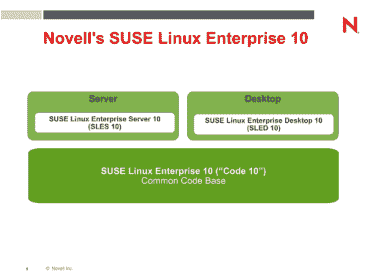 Novell's SUSE Linux Enterprise 10
N
Server
SUSE Linux Enterprise Server 10
(SLES 10)
Desktop
SUSE Linux Enterprise Desktop 10
(SLED 10)
SUSE Linux Enterprise 10 ("Code 10")
Common Code Base
© Novell Inc.